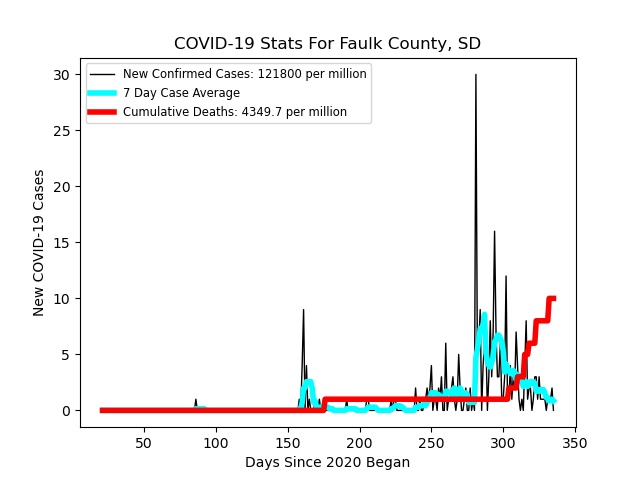 COVID-19 Stats For Faulk County, SD
New Confirmed Cases: 121800 per million
7 Day Case Average
Cumulative Deaths: 4349.7 per million
New COVID-19 Cases
30
25
20
15
10
5
0
50 100 150 200 250 300 350
Days Since 2020 Began